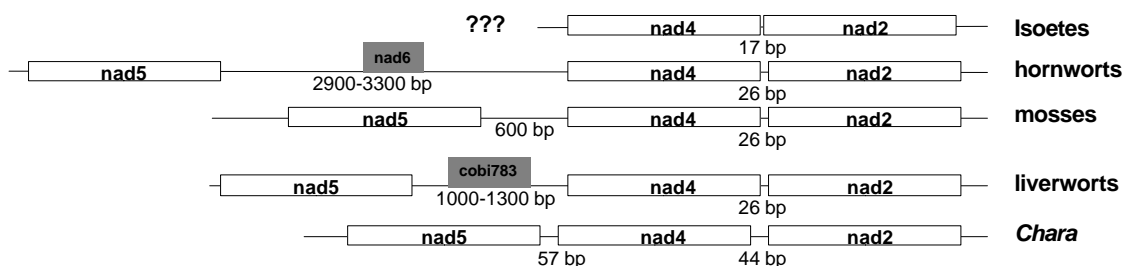 ??? nad4 nad2 Isoetes
17 bp
nad5 nad6 nad4 nad2 hornworts
2900-3300 bp 26 bp
nad5 nad4 nad2 mosses
600 bp 26 bp
nad5 cobi783 nad4 nad2 liverworts
1000-1300 bp 26 bp
nad5 nad4 nad2 Chara
57 bp 44 bp